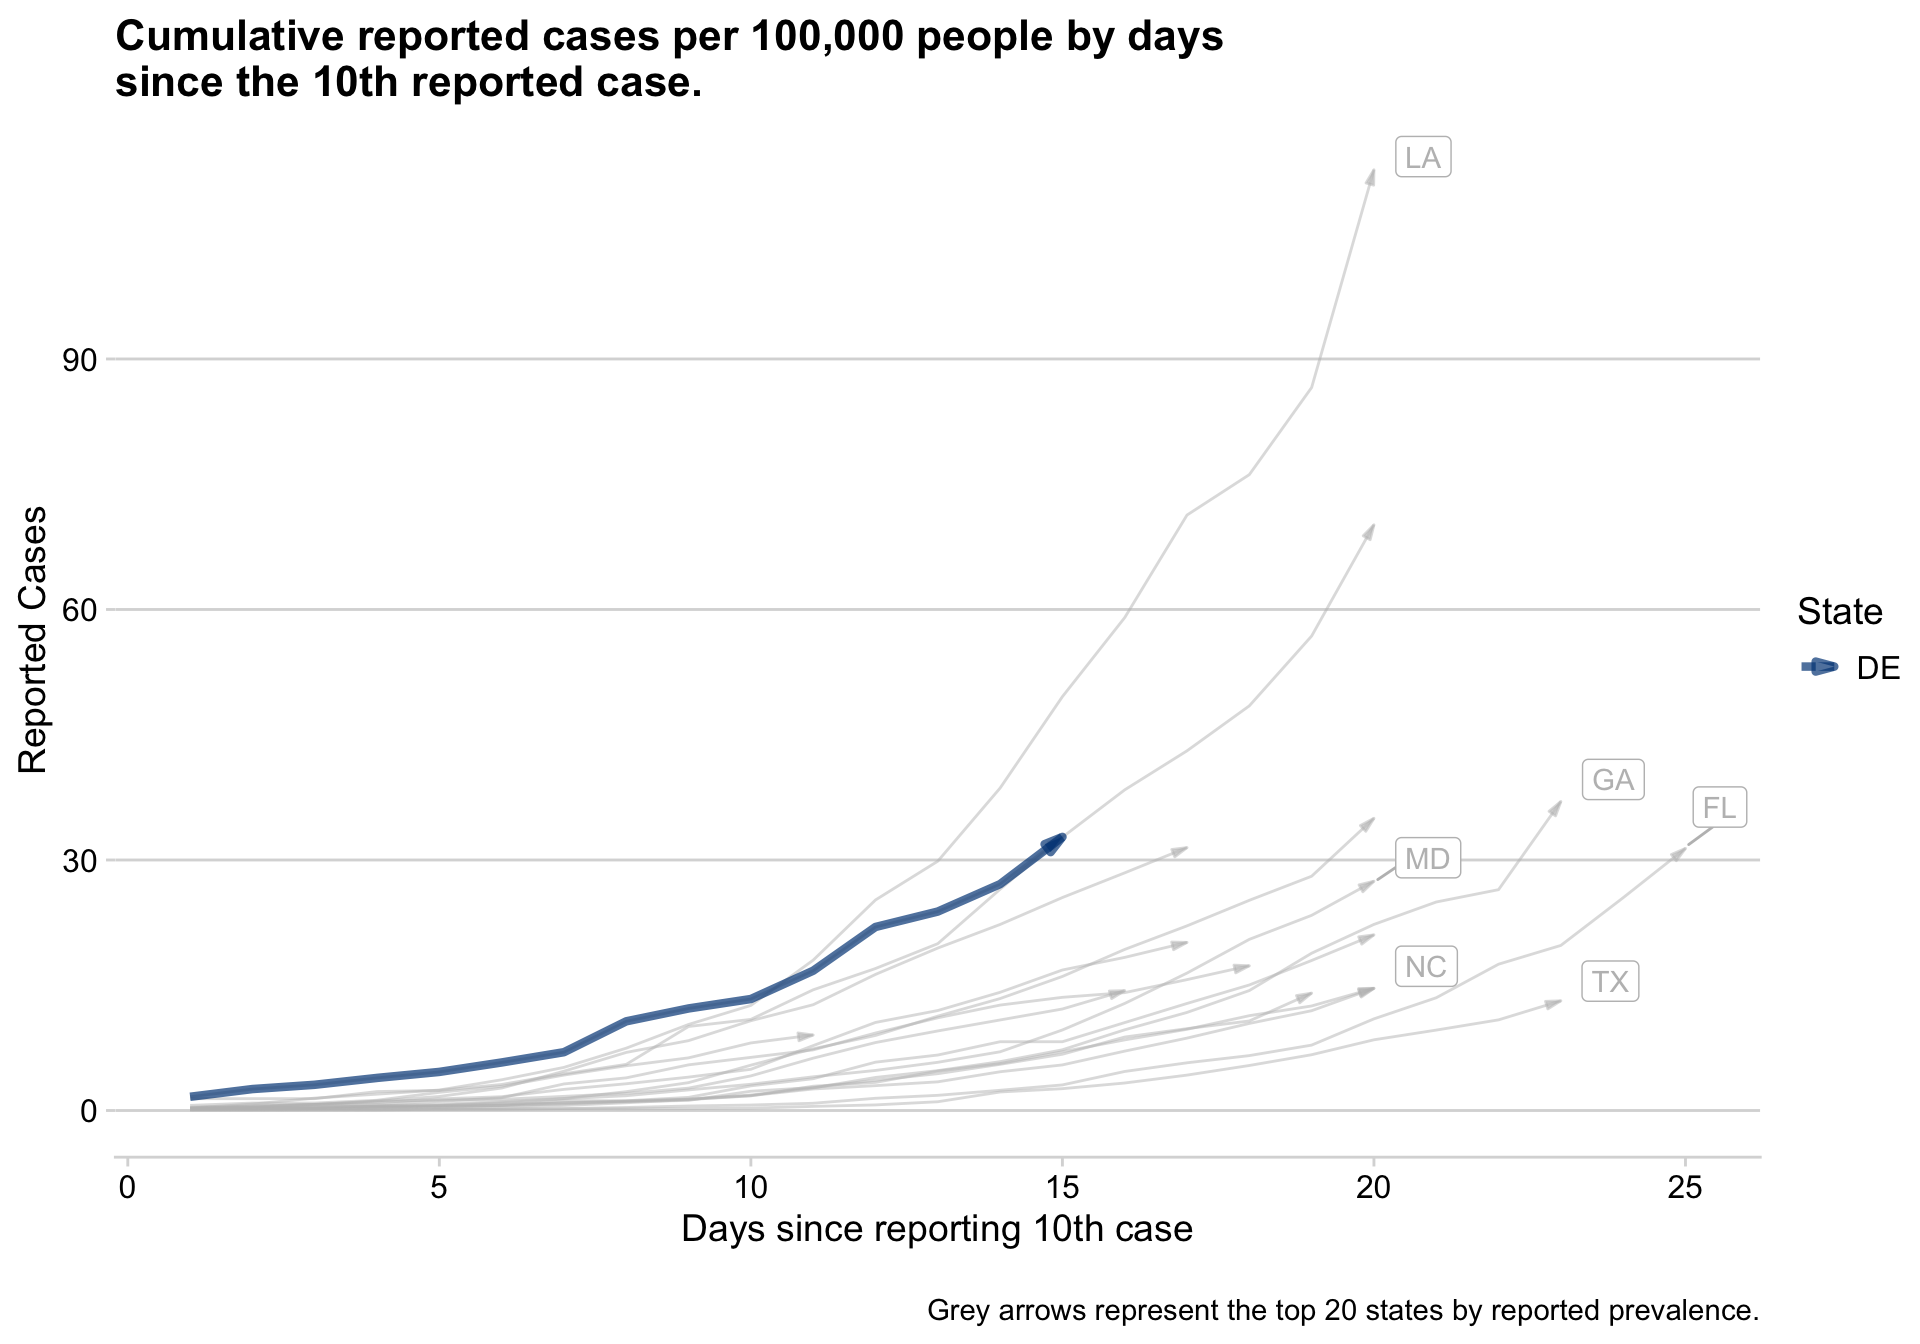 Cumulative reported cases per 100,000 people by days
since the 10th reported case.
LA
90
Reported Cases
60
State
DE
GA
FL
30
MD
NC
TX
0
0 5 10 15 20 25
Days since reporting 10th case
Grey arrows represent the top 20 states by reported prevalence.